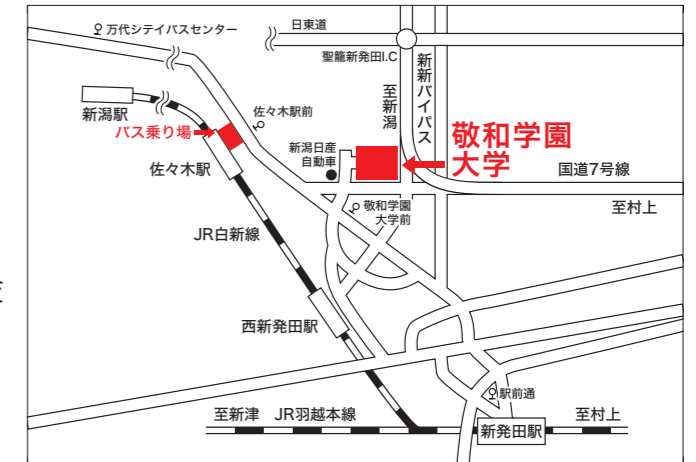 万代シテイバスセンター
日東道
聖籠新発田I.C
新新バイパス
至新潟
新潟駅
バス乗り場
佐々木駅前
佐々木駅
新潟日産
自動車
敬和学園
大学
国道7号線
至村上
敬和学園
大学前
JR白新線
西新発田駅
駅前通
至新津 JR羽越本線
新発田駅
至村上